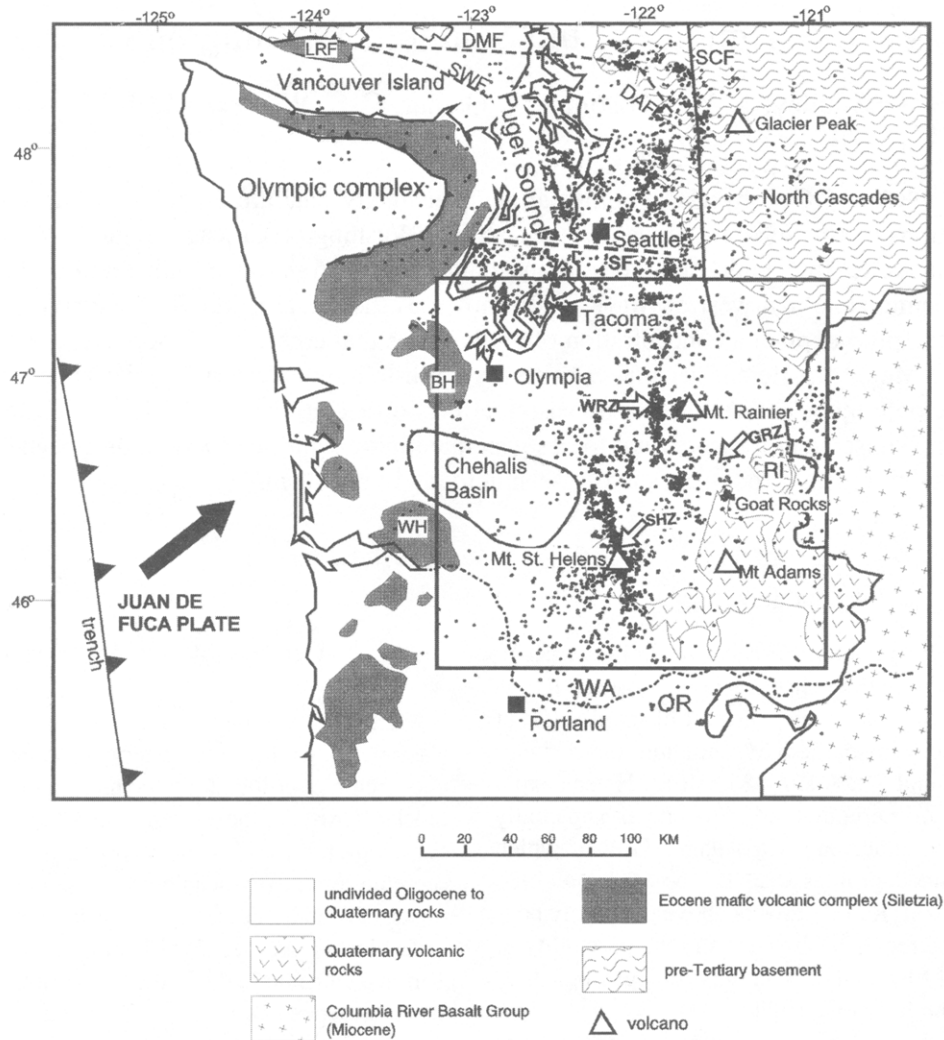 -125° -124° -123° -122° -121°
LRF
DMF
SCF
SWF
Vancouver Island
DAF
Puget Sound
Glacier Peak
48°
Olympic complex
North Cascades
Seattle
SF
Tacoma
47°
Olympia
BH
WRZ
Mt. Rainier
GRZ
Chehalis
Basin
RI
Goat Rocks
WH
SHZ
Mt. St. Helens
Mt Adams
46°
JUAN DE
FUCA PLATE
trench
WA
OR
Portland
0 20 40 60 80 100 KM
undivided Oligocene to
Quaternary rocks
Eocene mafic volcanic complex (Siletzia)
Quaternary volcanic
rocks
pre-Tertiary basement
Columbia River Basalt Group
(Miocene)
volcano